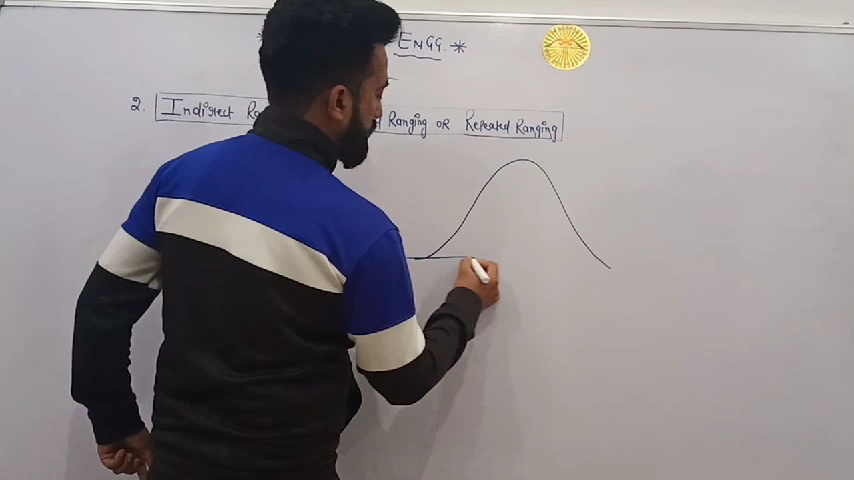 ENGG. *
2. Indirect Ranging OR Repeated Ranging